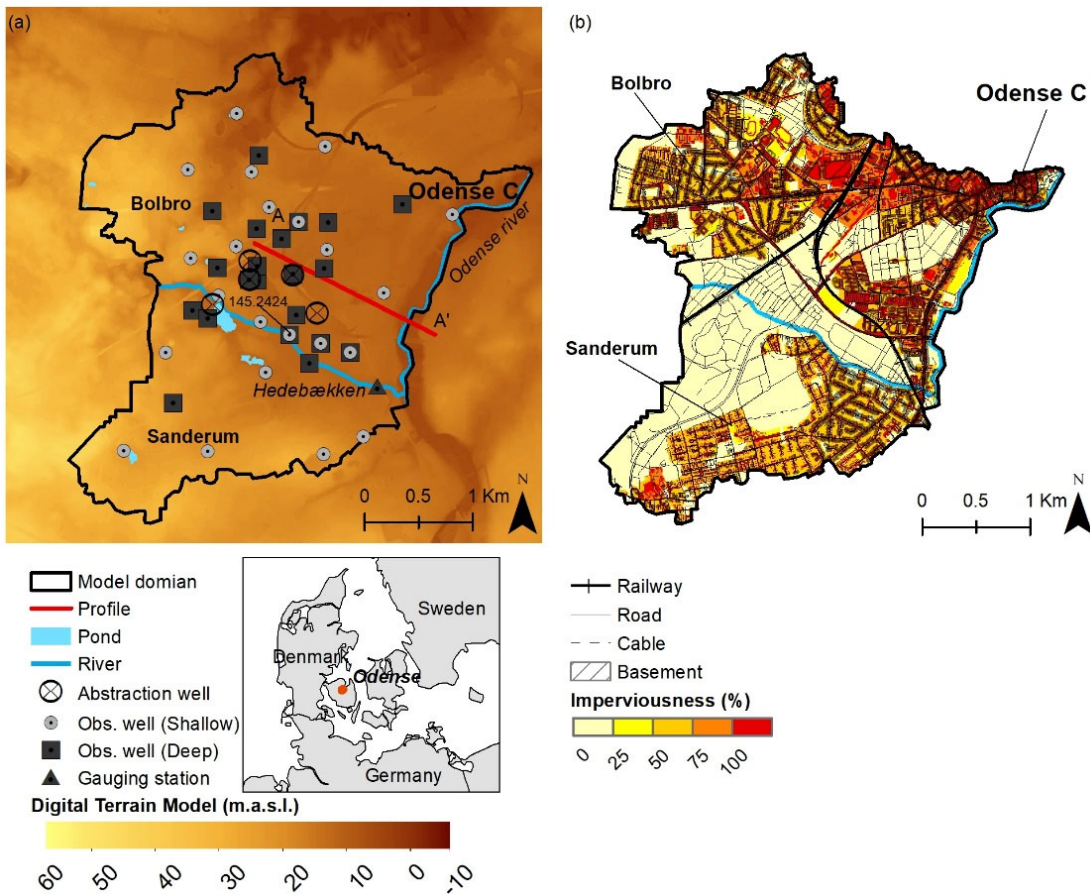 (a)
Bolbro
A
Odense C
Odense river
145.2424
A'
Hedebækken
Sanderum
N
0 0.5 1 Km
(b)
Bolbro
Odense C
Sanderum
N
0 0.5 1 Km
Model domian
Profile
Pond
River
Abstraction well
Obs. well (Shallow)
Obs. well (Deep)
Gauging station
Digital Terrain Model (m.a.s.l.)
60 50 40 30 20 10 0 -10
Sweden
Denmark
Odense
Germany
Railway
Road
Cable
Basement
Imperviousness (%)
0 25 50 75 100